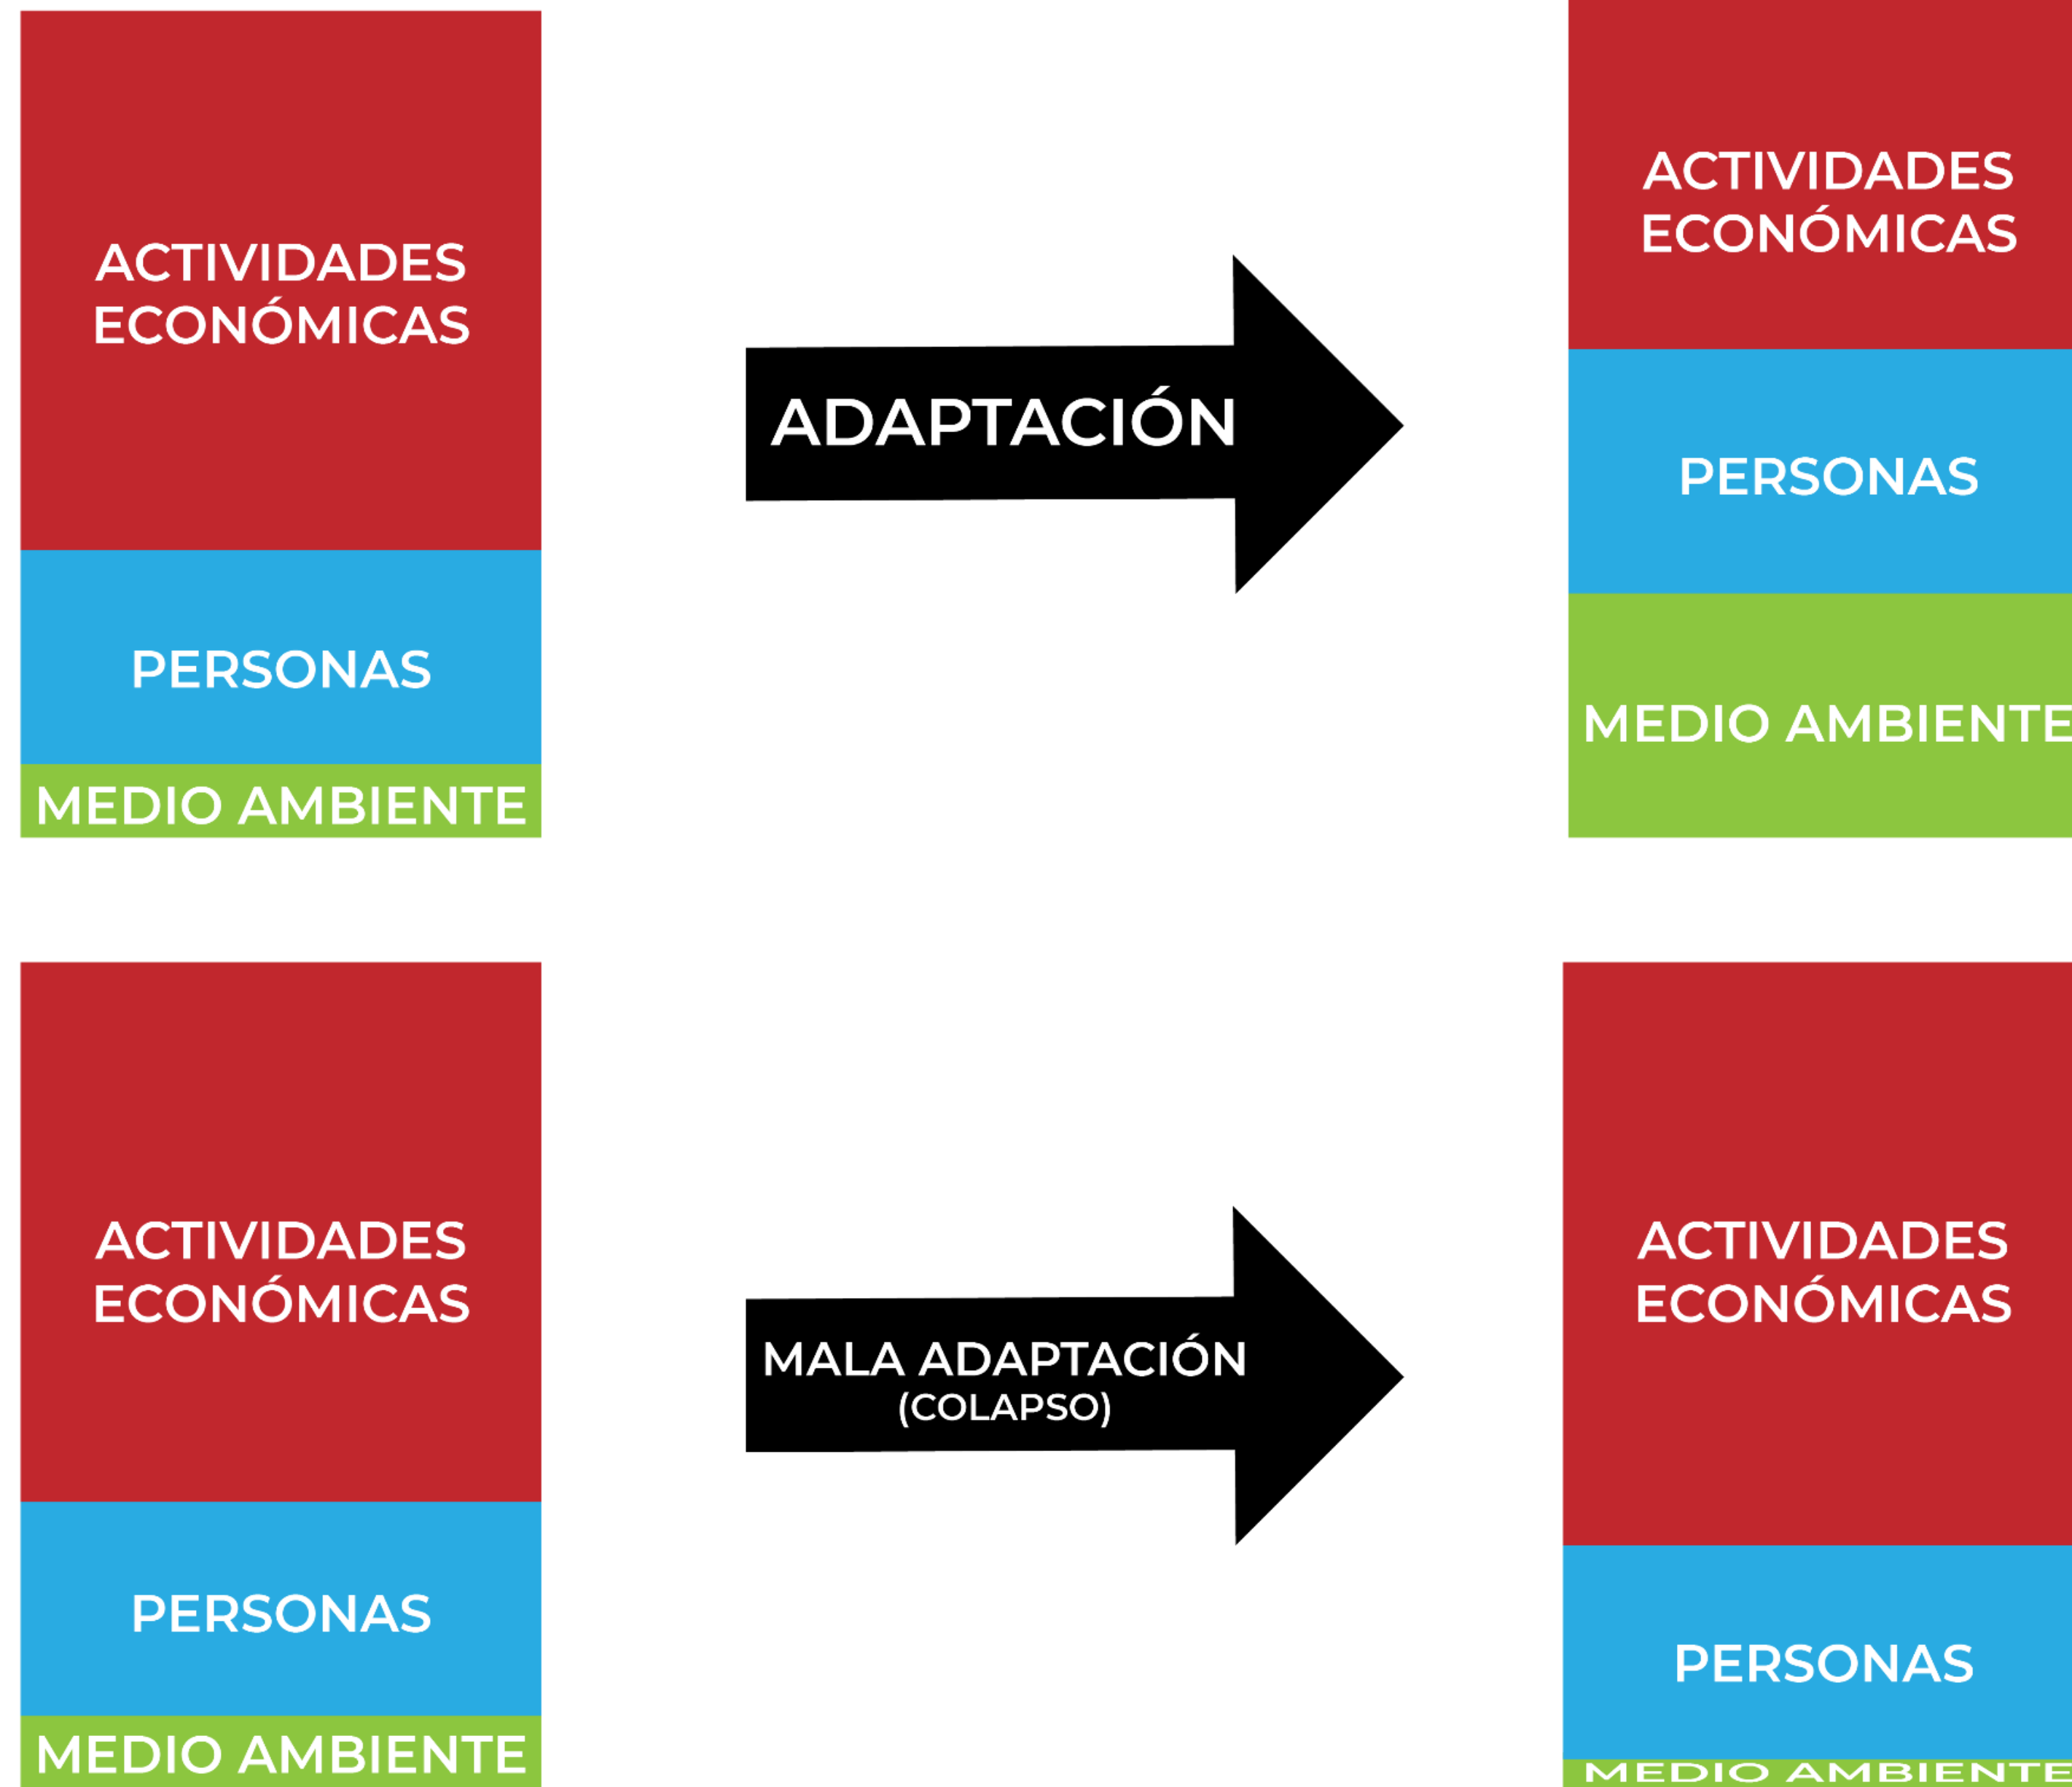 ACTIVIDADES
ECONÓMICAS
PERSONAS
MEDIO AMBIENTE
ADAPTACIÓN
ACTIVIDADES
ECONÓMICAS
PERSONAS
MEDIO AMBIENTE
ACTIVIDADES
ECONÓMICAS
PERSONAS
MEDIO AMBIENTE
MALA ADAPTACIÓN
(COLAPSO)
ACTIVIDADES
ECONÓMICAS
PERSONAS
MEDIO AMBIENTE